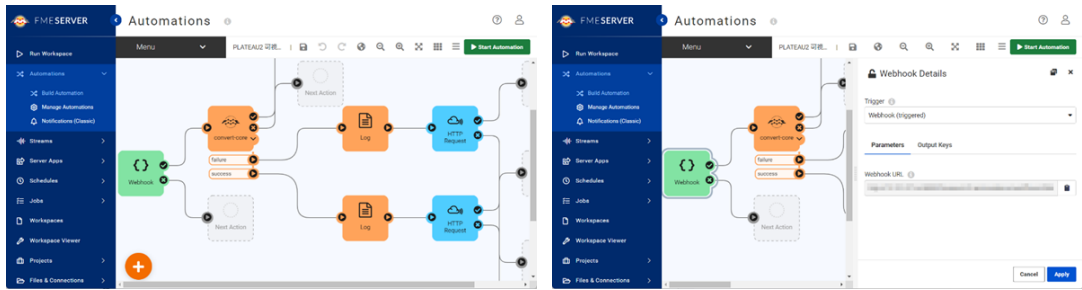 FMESERVER
Automations
Run Workspace
Automations
Build Automation
Manage Automations
Notifications (Classic)
Streams
Server Apps
Schedules
Jobs
Workspaces
Workspace Viewer
Projects
Files & Connections
Menu
Start Automation
Next Action
convert-core
failure
success
Webhook
Log
HTTP
Request
Next Action
Log
HTTP
Request
FMESERVER
Automations
Run Workspace
Automations
Build Automation
Manage Automations
Notifications (Classic)
Streams
Server Apps
Schedules
Jobs
Workspaces
Workspace Viewer
Projects
Files & Connections
Menu
Start Automation
convert-core
failure
success
Webhook
Next Action
Webhook Details
Trigger
Webhook (triggered)
Parameters Output Keys
Webhook URL
Cancel Apply